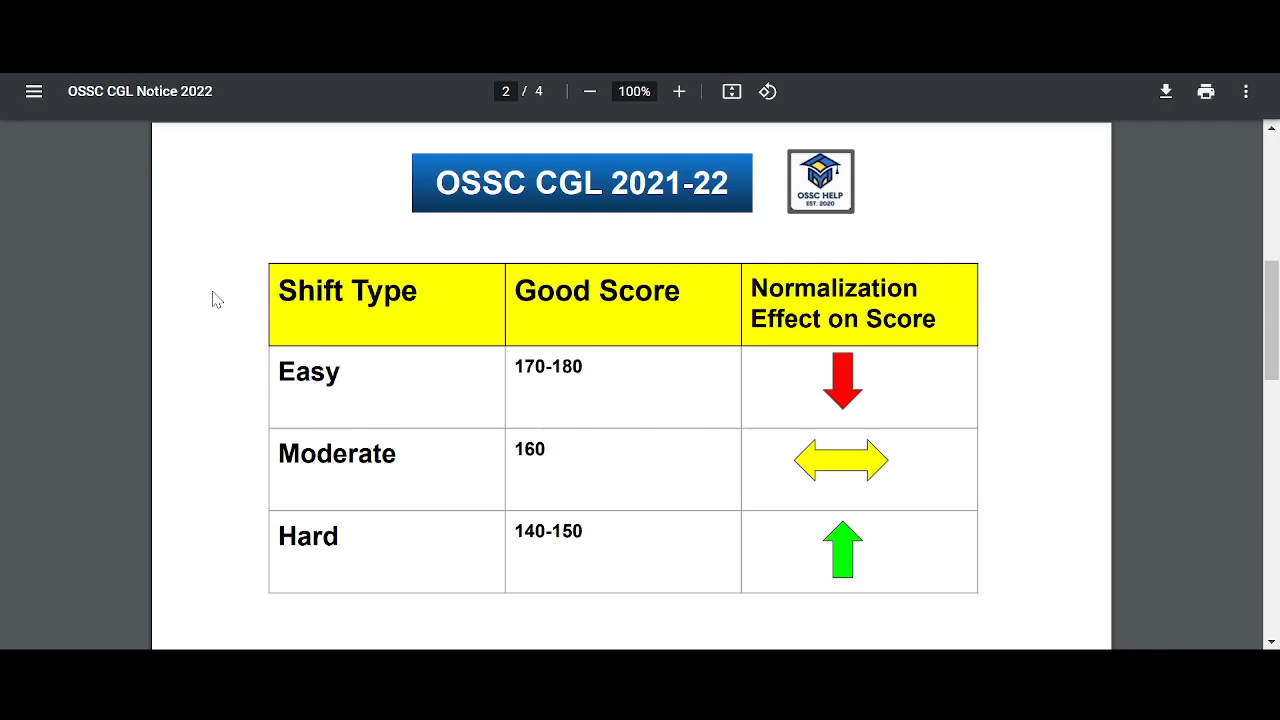 OSSC CGL Notice 2022
2 / 4
100%
OSSC CGL 2021-22
OSSC HELP
EST. 2020
Shift Type
Good Score
Normalization
Effect on Score
Easy
170-180
Moderate
160
Hard
140-150